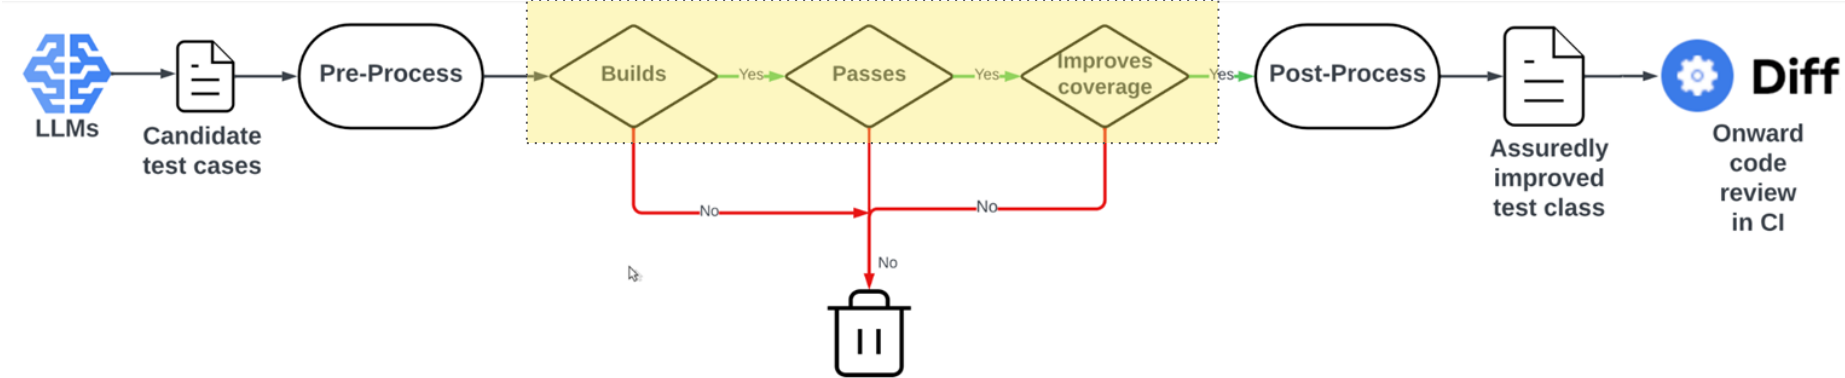 LLMs
Candidate
test cases
Pre-Process
Builds
Yes
Passes
Yes
Improves
coverage
Yes
Post-Process
Assuredly
improved
test class
Diff
Onward
code
review
in CI
No
No
No